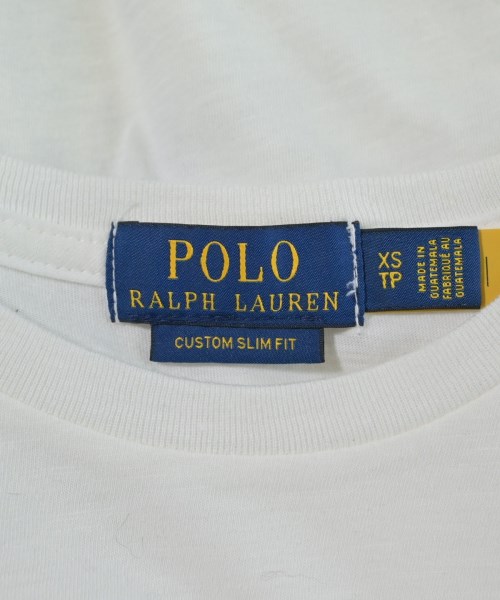 POLO
RALPH LAUREN
CUSTOM SLIM FIT
XS
TP
MADE IN
GUATEMALA
FABRIQUÉ AU
GUATEMALA